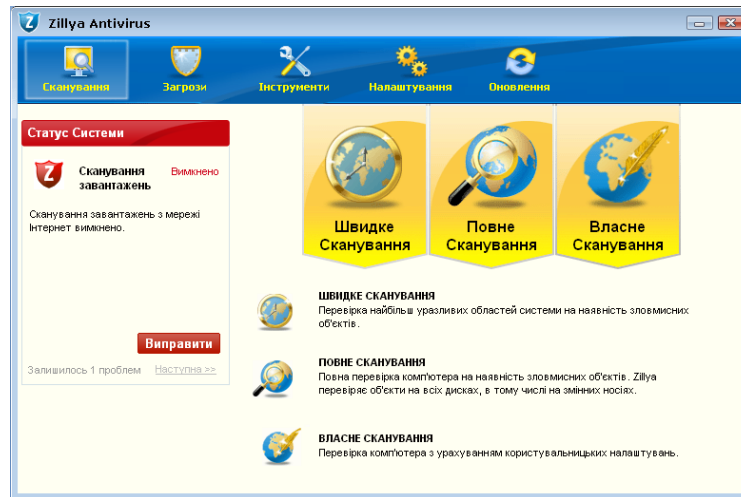 Zillya Antivirus
Сканування
Загрози
Інструменти
Налаштування
Оновлення
Статус Системи
Сканування Вимкнено
завантажень
Сканування завантажень з мережі
Інтернет вимкнено.
Виправити
Залишилось 1 проблем Наступна >>
Швидке
Сканування
Повне
Сканування
Власне
Сканування
ШВИДКЕ СКАНУВАННЯ
Перевірка найбільш уразливих областей системи на наявність зловмисних
об'єктів.
ПОВНЕ СКАНУВАННЯ
Повна перевірка комп'ютера на наявність зловмисних об'єктів. Zillya
перевіряє об'єкти на всіх дисках, в тому числі на змінних носіях.
ВЛАСНЕ СКАНУВАННЯ
Перевірка комп'ютера з урахуванням користувальницьких налаштувань.